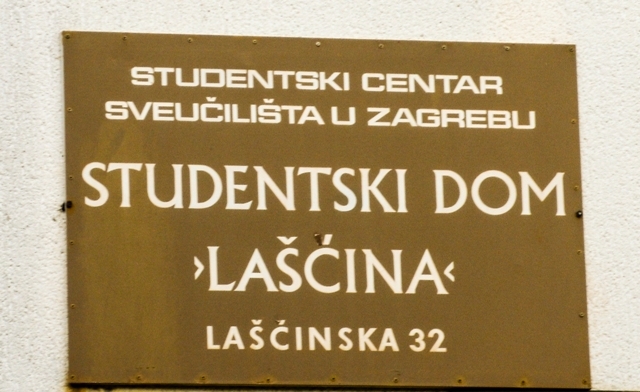 STUDENTSKI CENTAR
SVEUČILIŠTA U ZAGREBU
STUDENTSKI DOM
›LAŠĆINA‹
LAŠĆINSKA 32